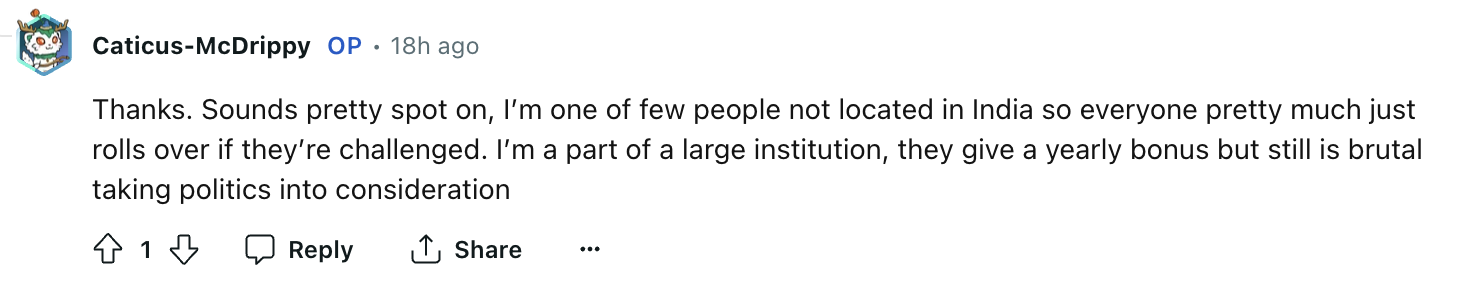 Caticus-McDrippy OP • 18h ago
Thanks. Sounds pretty spot on, I’m one of few people not located in India so everyone pretty much just
rolls over if they’re challenged. I’m a part of a large institution, they give a yearly bonus but still is brutal
taking politics into consideration
1 Reply Share ...